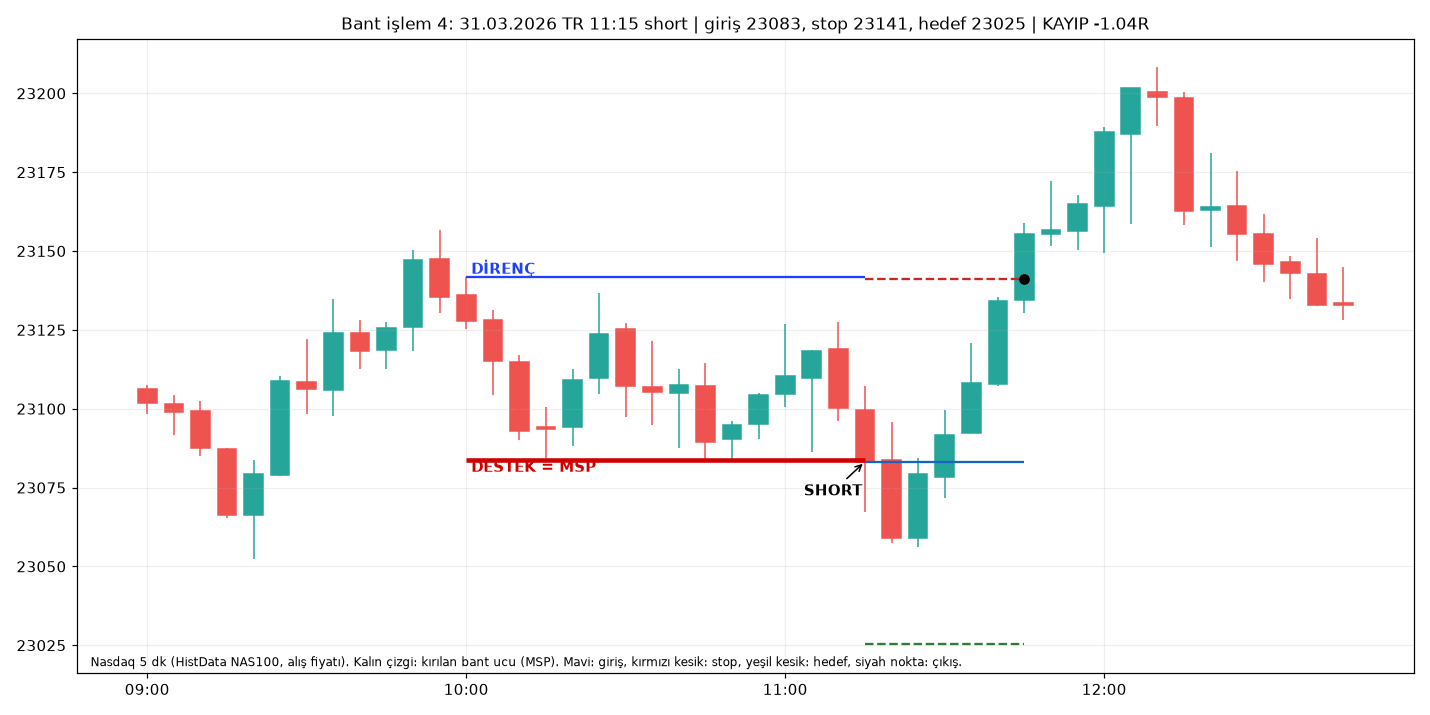 Bant işlem 4: 31.03.2026 TR 11:15 short | giriş 23083, stop 23141, hedef 23025 | KAYIP -1.04R
23200
23175
23150
DİRENÇ
23125
23100
DESTEK = MSP
23075
SHORT
23050
23025
Nasdaq 5 dk (HistData NAS100, alış fiyatı). Kalın çizgi: kırılan bant ucu (MSP). Mavi: giriş, kırmızı kesik: stop, yeşil kesik: hedef, siyah nokta: çıkış.
09:00 10:00 11:00 12:00